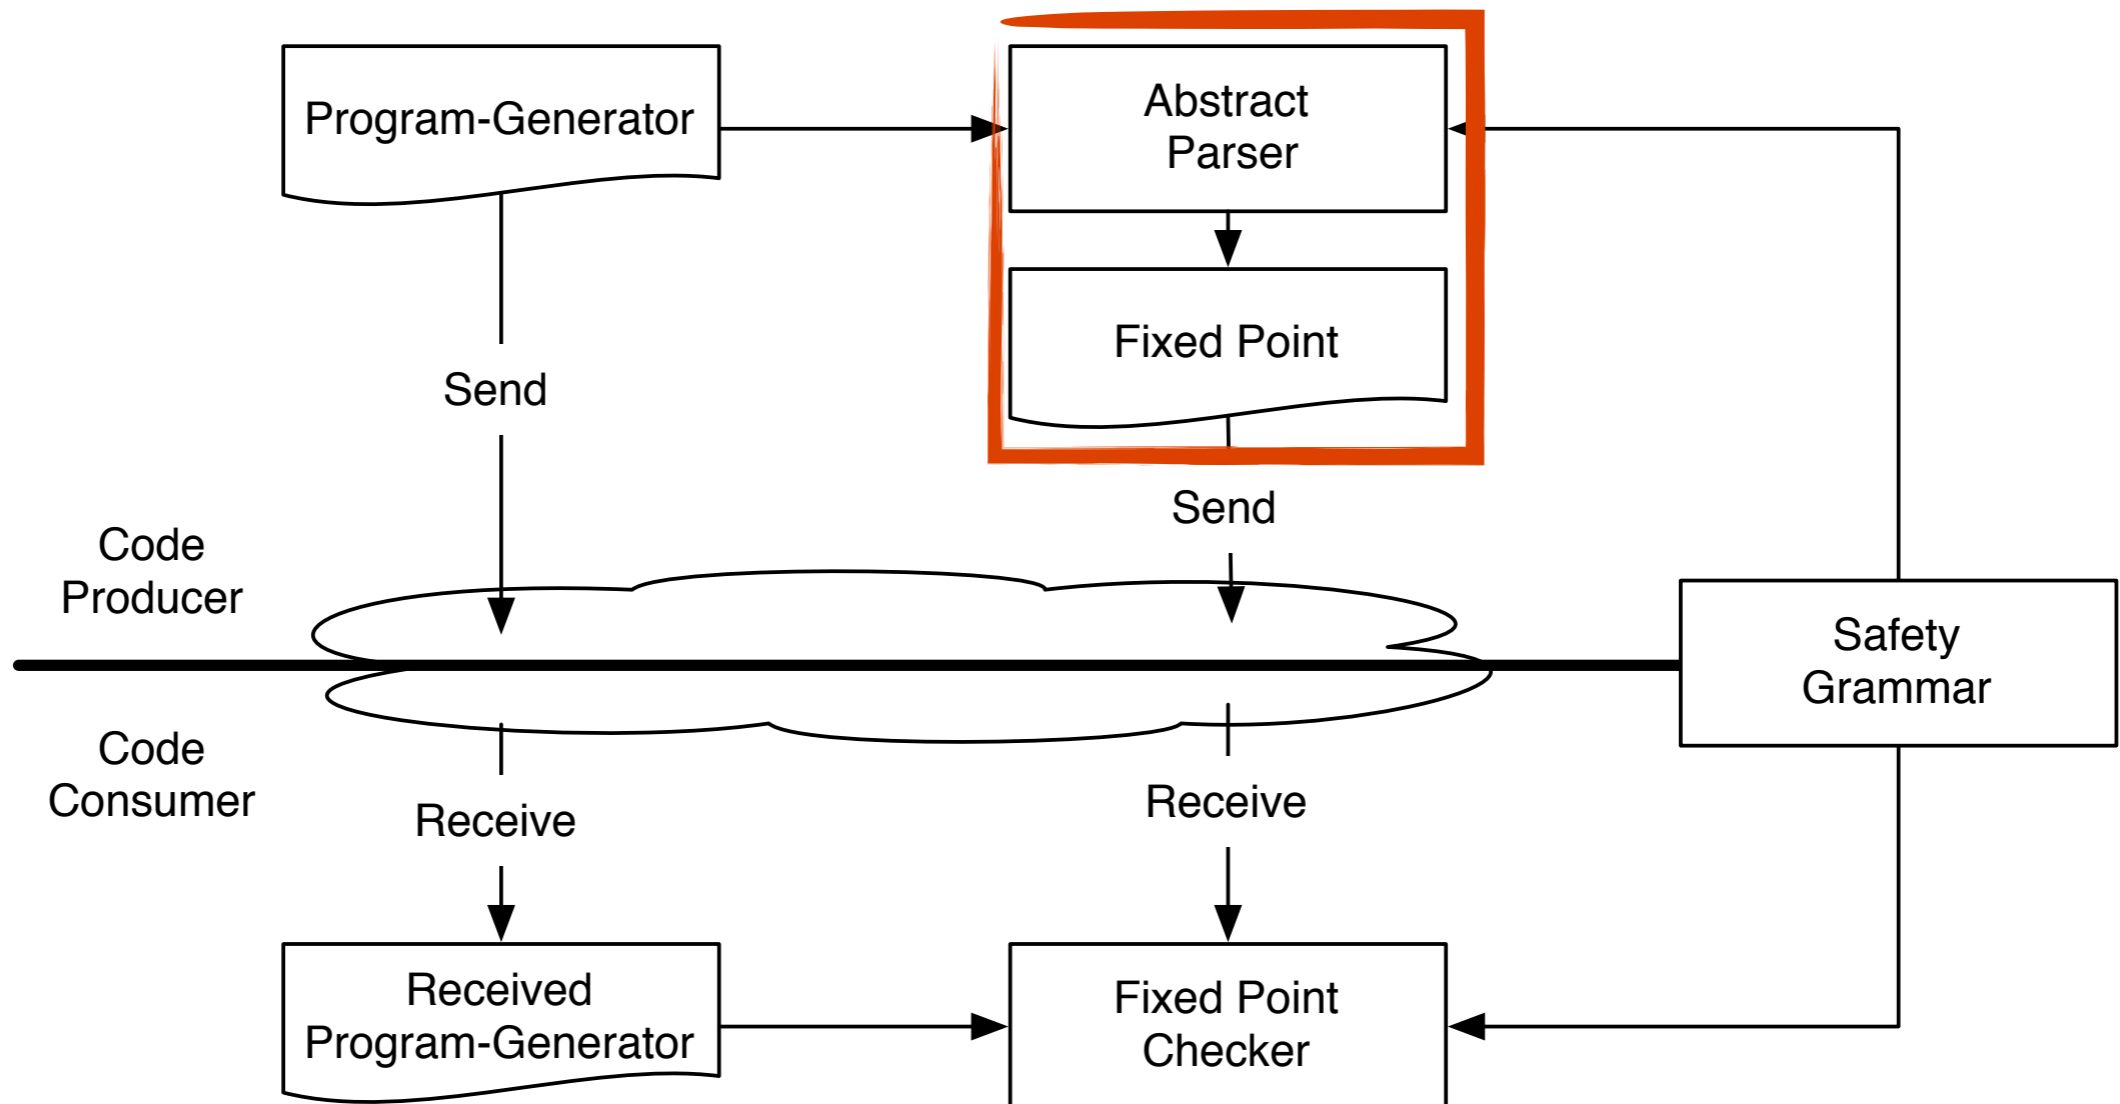 Program-Generator
Abstract
Parser
Fixed Point
Send
Send
Code
Producer
Safety
Grammar
Code
Consumer
Receive
Receive
Received
Program-Generator
Fixed Point
Checker